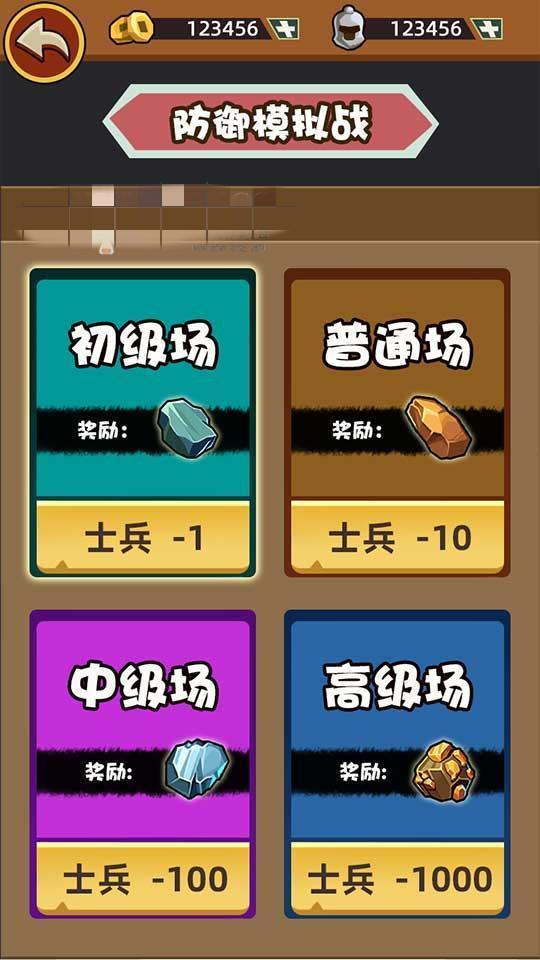 123456
123456
防御模拟战
初级场
奖励：
士兵 -1
普通场
奖励：
士兵 -10
中级场
奖励：
士兵 -100
高级场
奖励：
士兵 -1000